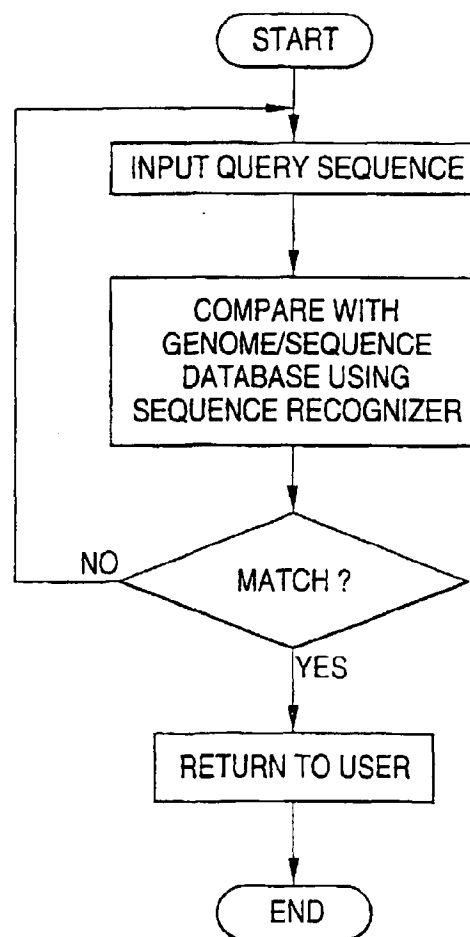 START
INPUT QUERY SEQUENCE
COMPARE WITH
GENOME/SEQUENCE
DATABASE USING
SEQUENCE RECOGNIZER
NO
MATCH ?
YES
RETURN TO USER
END